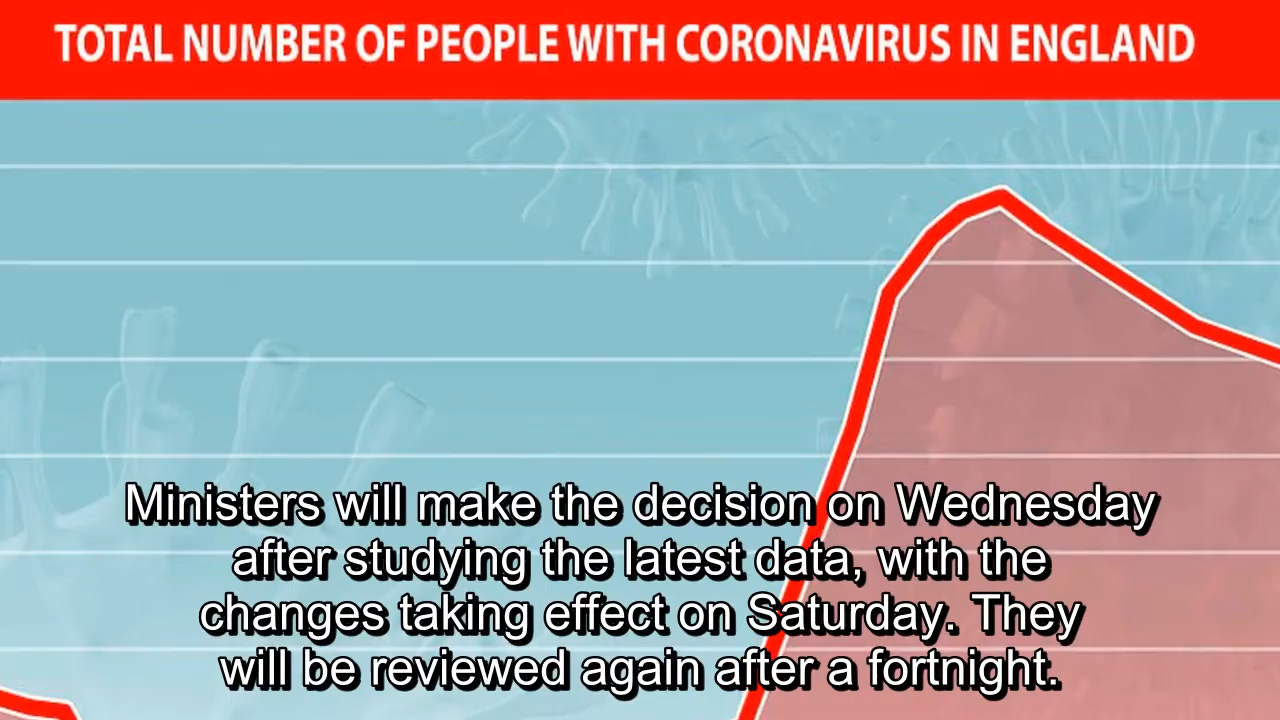 TOTAL NUMBER OF PEOPLE WITH CORONAVIRUS IN ENGLAND
Ministers will make the decision on Wednesday
after studying the latest data, with the
changes taking effect on Saturday. They
will be reviewed again after a fortnight.